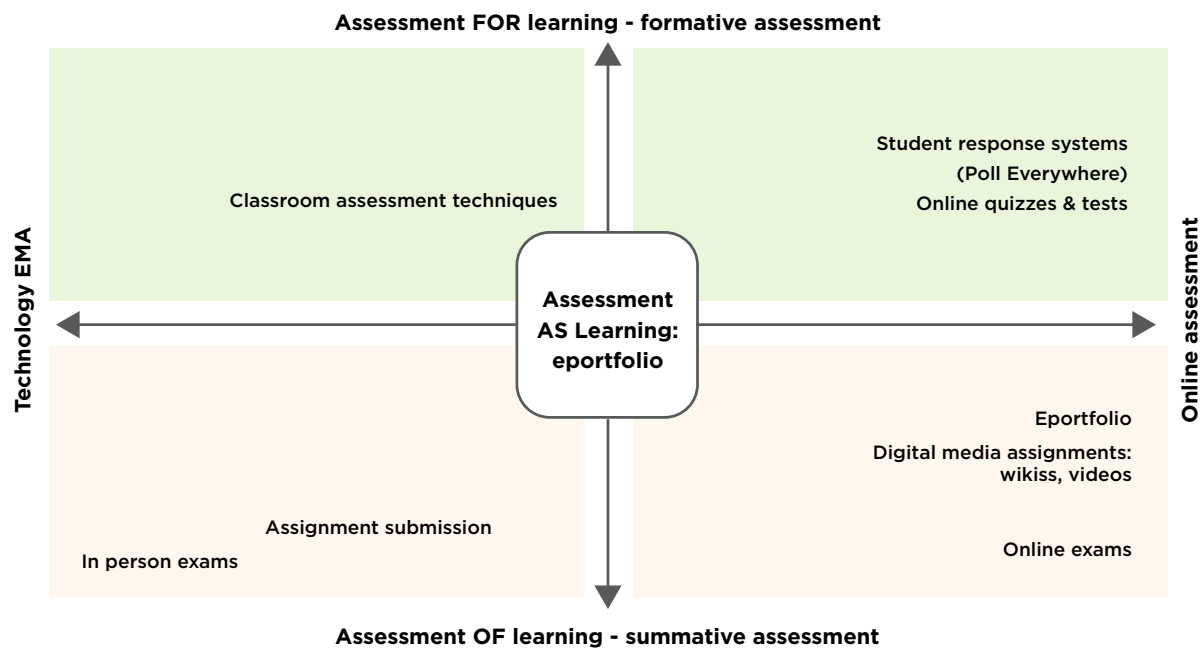 Assessment FOR learning - formative assessment
Student response systems
(Poll Everywhere)
Online quizzes & tests
Classroom assessment techniques
Technology EMA
Assessment
AS Learning:
eportfolio
Online assessment
Eportfolio
Digital media assignments:
wikiss, videos
Assignment submission
In person exams
Online exams
Assessment OF learning - summative assessment